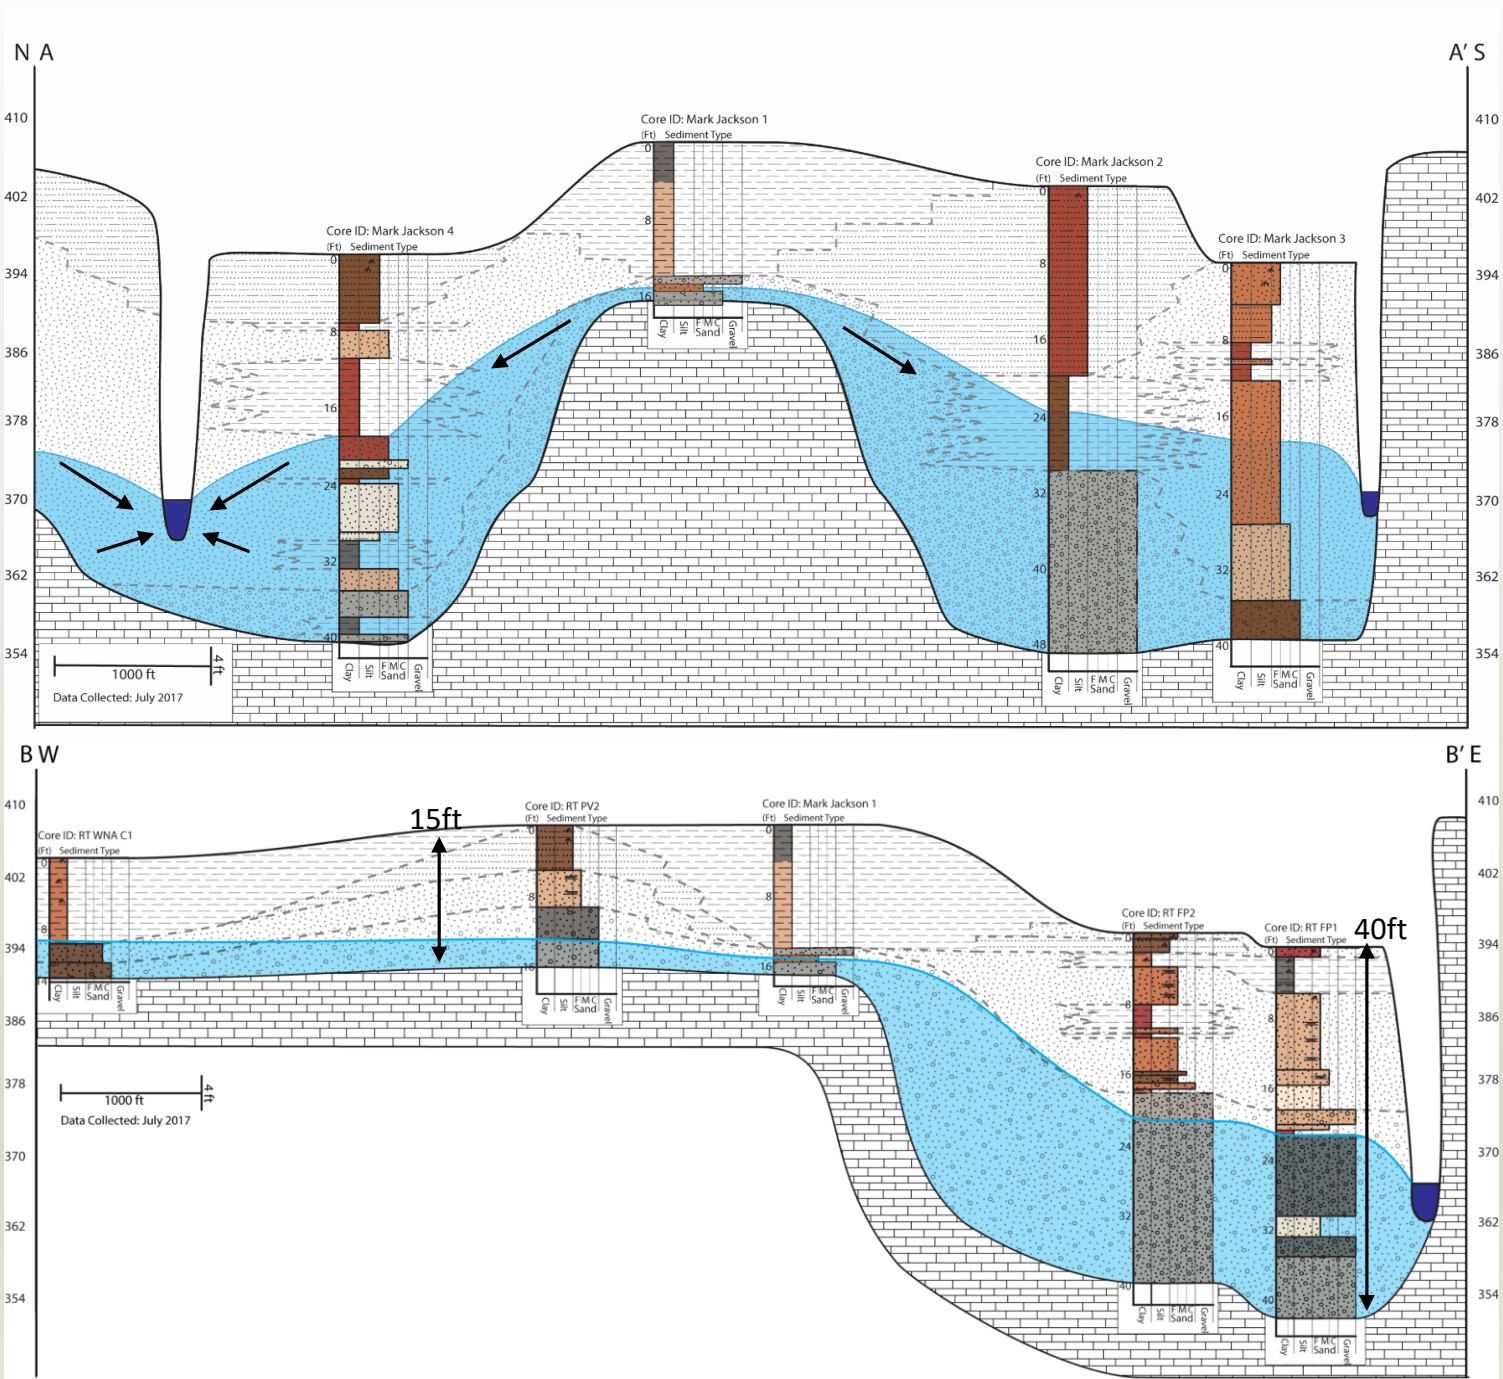 N A
A' S
410
402
394
386
378
370
362
354
410
402
394
386
378
370
362
354
Core ID: Mark Jackson 4
(Ft) Sediment Type
0
8
16
24
32
40
Clay
Silt
F M C
Sand
Gravel
Core ID: Mark Jackson 1
(Ft) Sediment Type
0
8
16
Clay
Silt
F M C
Sand
Gravel
Core ID: Mark Jackson 2
(Ft) Sediment Type
0
8
16
24
32
40
48
Clay
Silt
F M C
Sand
Gravel
Core ID: Mark Jackson 3
(Ft) Sediment Type
0
8
16
24
32
40
Clay
Silt
F M C
Sand
Gravel
1000 ft
4 ft
Data Collected: July 2017
B W
B' E
410
402
394
386
378
370
362
354
410
402
394
386
378
370
362
354
Core ID: RT WNA C1
(Ft) Sediment Type
0
8
Clay
Silt
F M C
Sand
Gravel
15ft
Core ID: RT PV2
(Ft) Sediment Type
0
8
16
Clay
Silt
F M C
Sand
Gravel
Core ID: Mark Jackson 1
(Ft) Sediment Type
0
8
16
Clay
Silt
F M C
Sand
Gravel
Core ID: RT FP2
(Ft) Sediment Type
0
8
16
24
32
40
Clay
Silt
F M C
Sand
Gravel
Core ID: RT FP1
(Ft) Sediment Type
0
8
16
24
32
40
Clay
Silt
F M C
Sand
Gravel
40ft
1000 ft
4 ft
Data Collected: July 2017